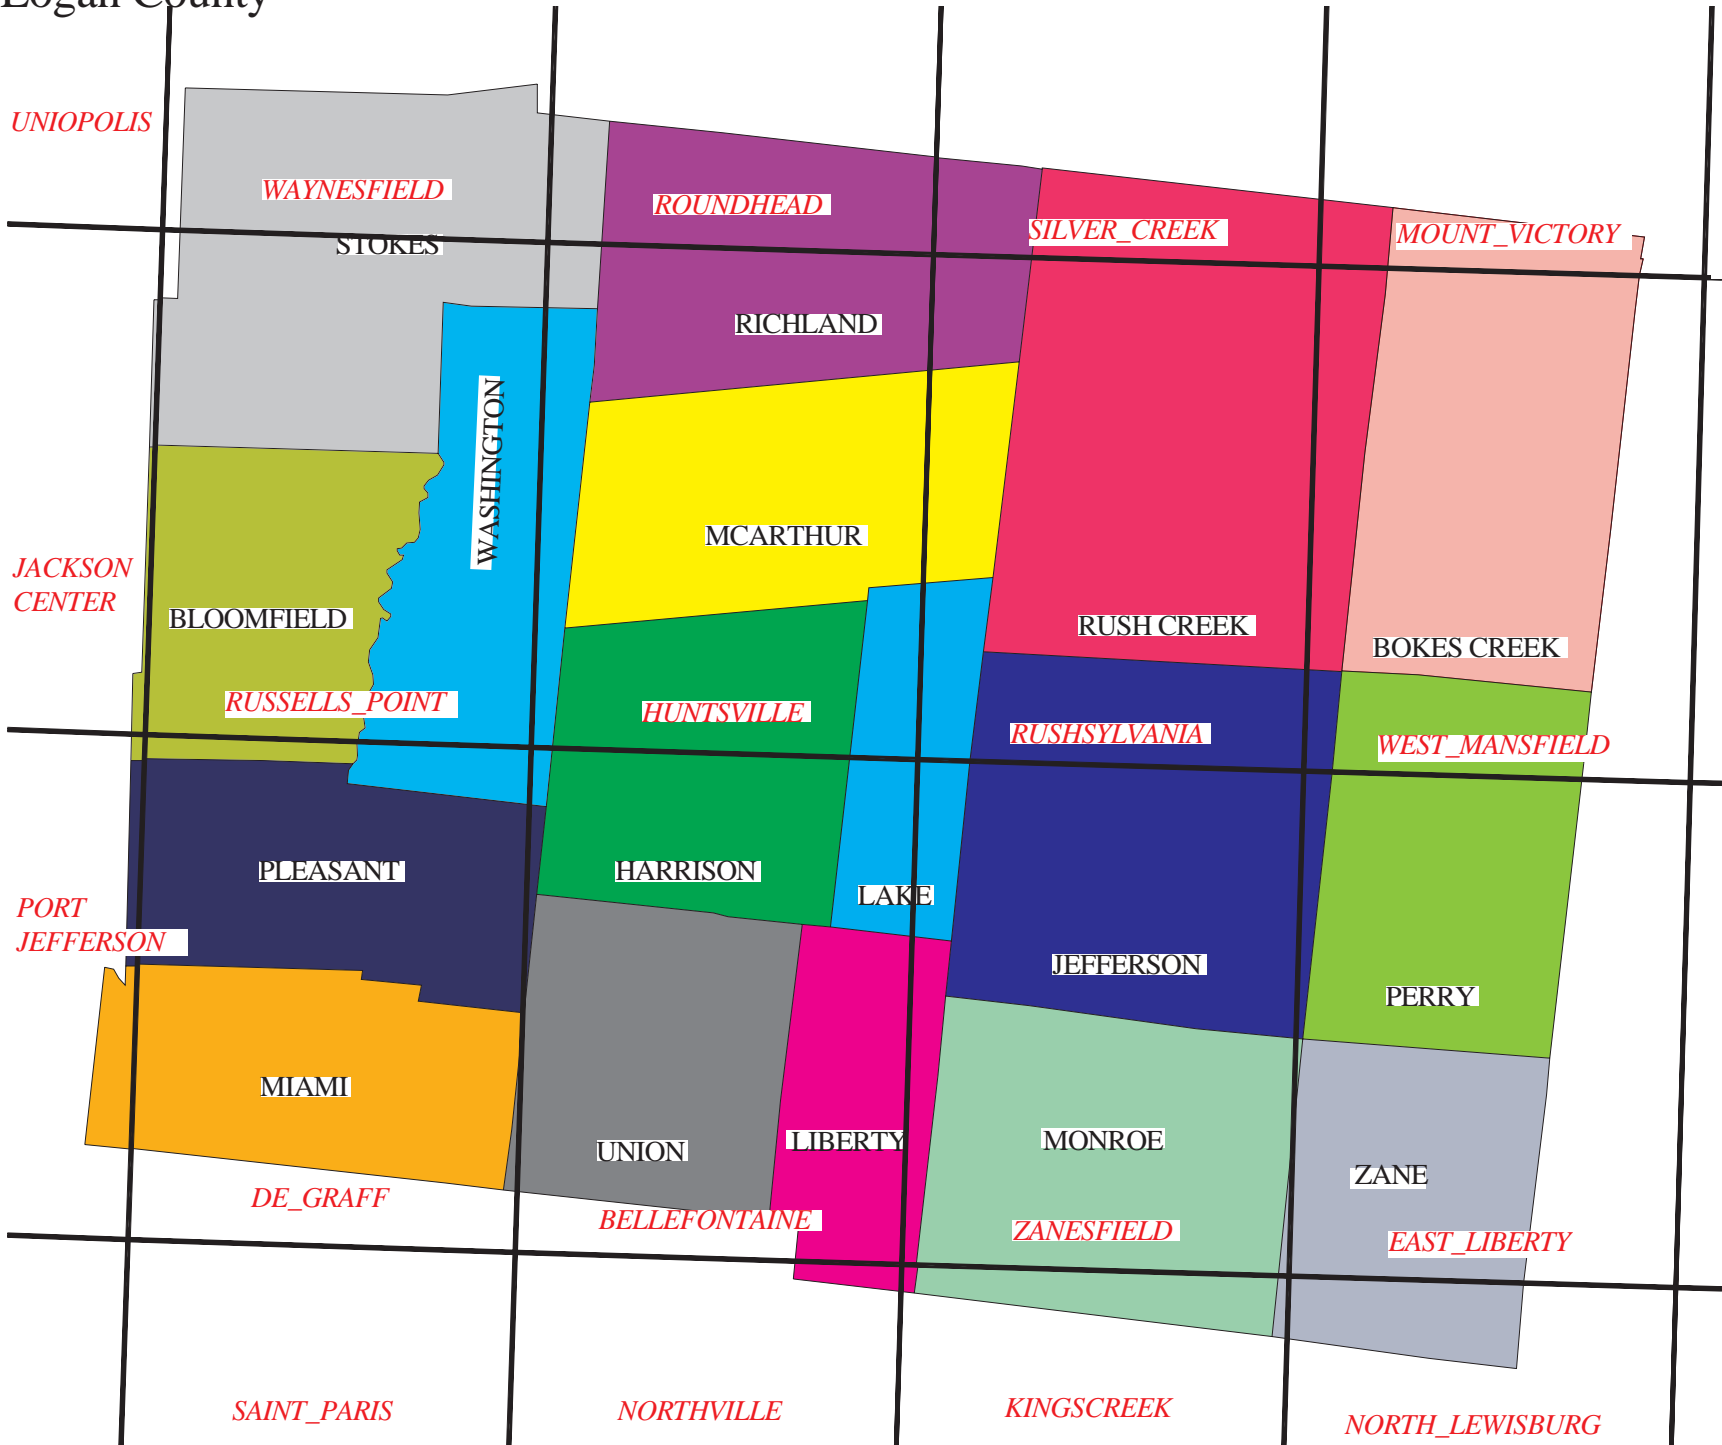 Logan County
UNIOPOLIS
WAYNESFIELD
ROUNDHEAD
SILVER_CREEK
MOUNT_VICTORY
STOKES
RICHLAND
WASHINGTON
MCARTHUR
JACKSON
CENTER
BLOOMFIELD
RUSH CREEK
BOKES CREEK
RUSSELLS_POINT
HUNTSVILLE
RUSHSYLVANIA
WEST_MANSFIELD
PLEASANT
HARRISON
LAKE
PORT
JEFFERSON
JEFFERSON
PERRY
MIAMI
UNION
LIBERTY
MONROE
ZANE
DE_GRAFF
BELLEFONTAINE
ZANESFIELD
EAST_LIBERTY
SAINT_PARIS
NORTHVILLE
KINGSCREEK
NORTH_LEWISBURG